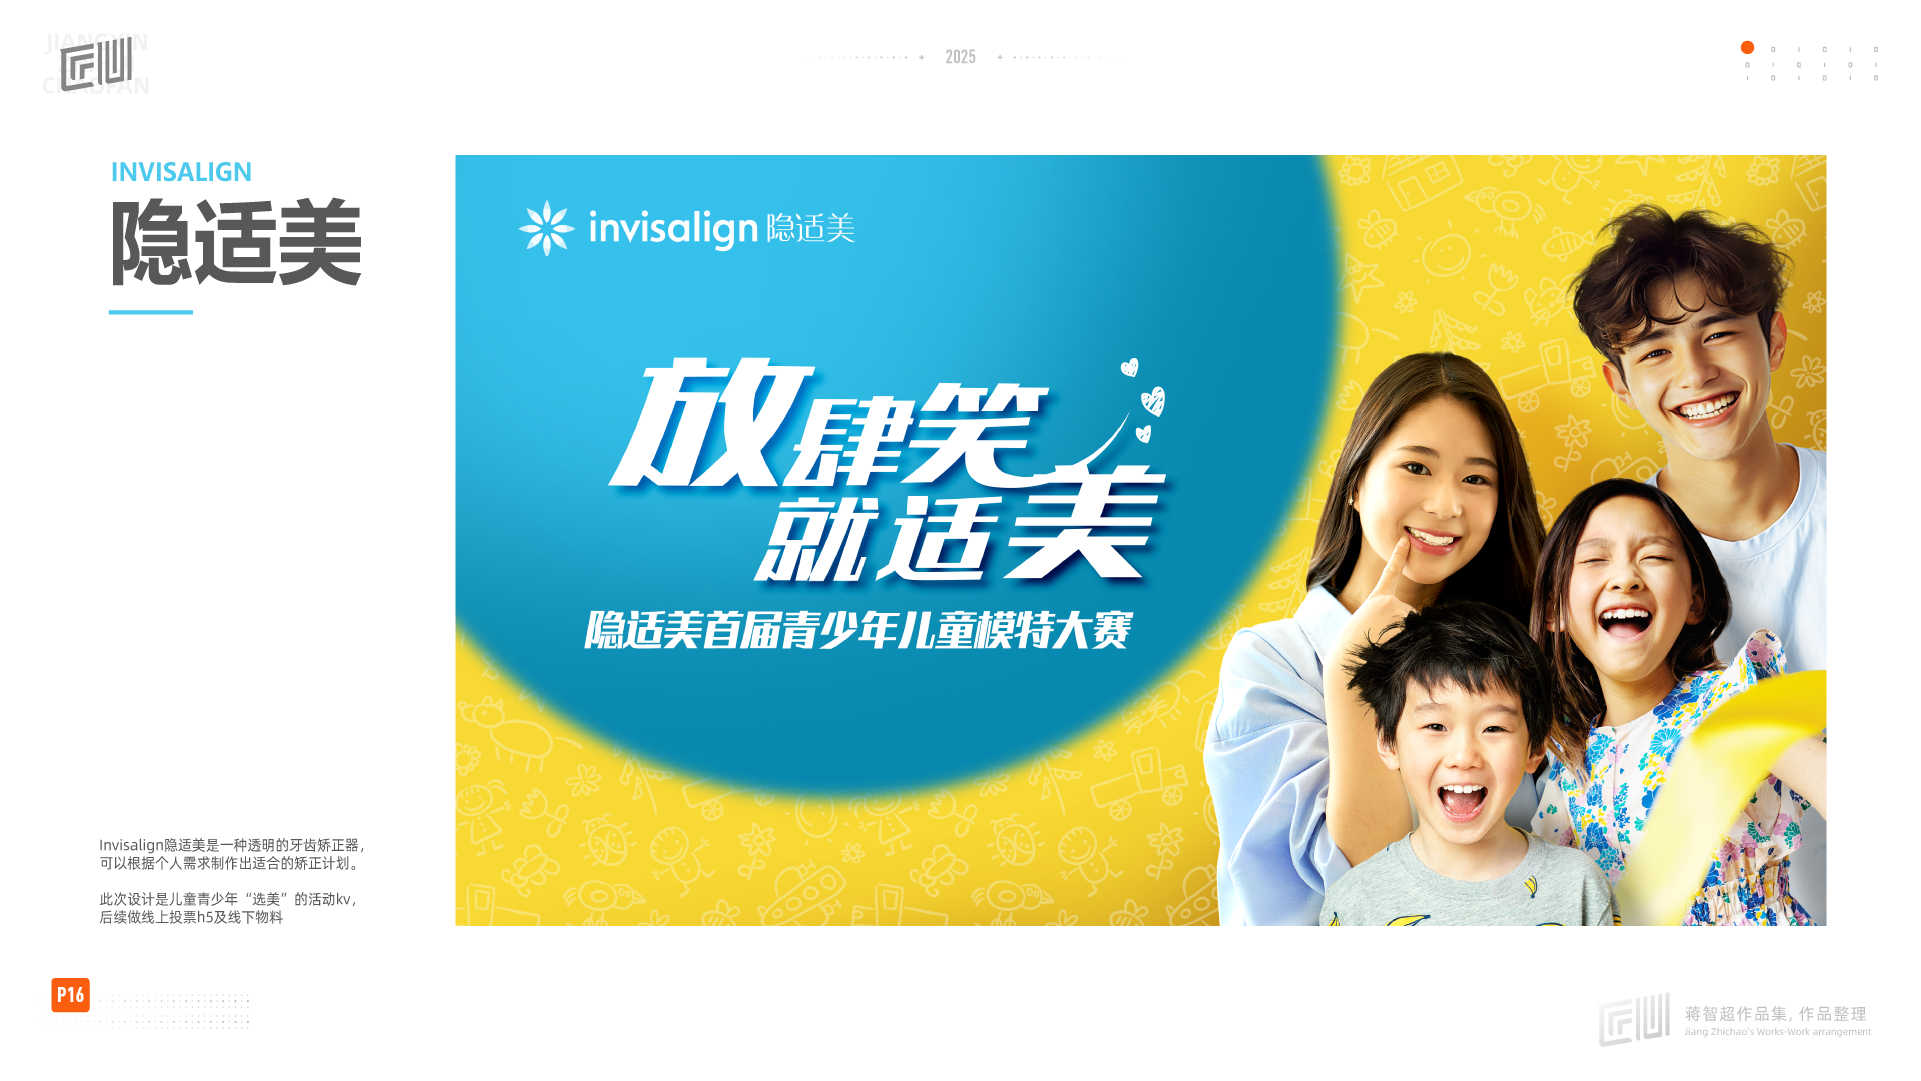 JIANGXIN
CHAOFAN
2025
INVISALIGN
隐适美
invisalign 隐适美
放肆笑
就适美
隐适美首届青少年儿童模特大赛
Invisalign隐适美是一种透明的牙齿矫正器，
可以根据个人需求制作出适合的矫正计划。
此次设计是儿童青少年“选美”的活动kv，
后续做线上投票h5及线下物料
P16
蒋智超作品集, 作品整理
Jiang Zhichao's Works-Work arrangement